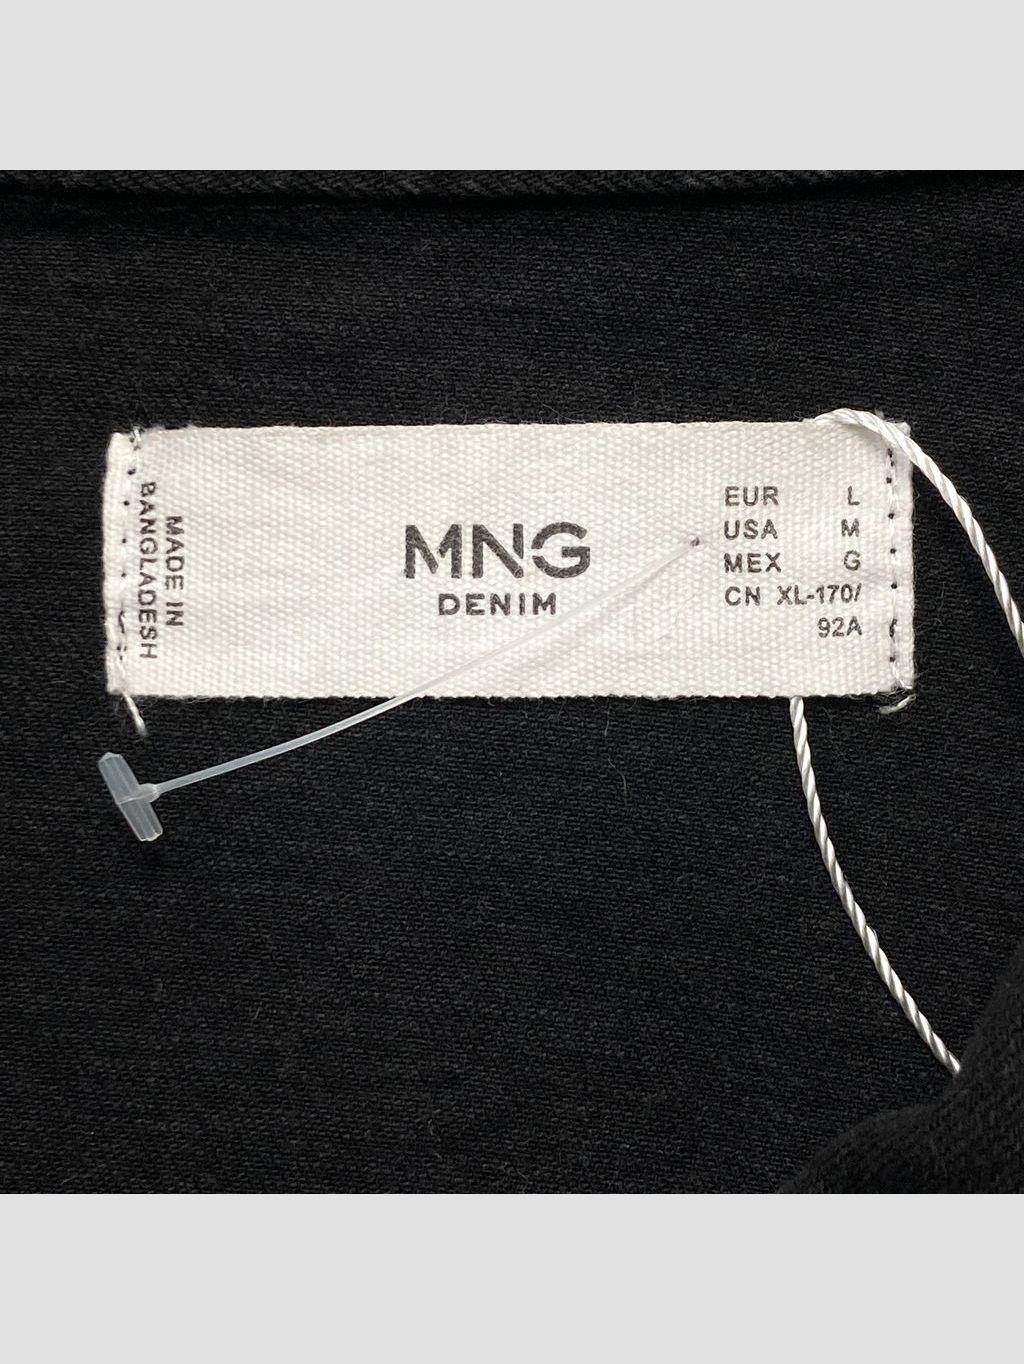 MADE IN
BANGLADESH
MNG
DENIM
EUR L
USA M
MEX G
CN XL-170/
92A